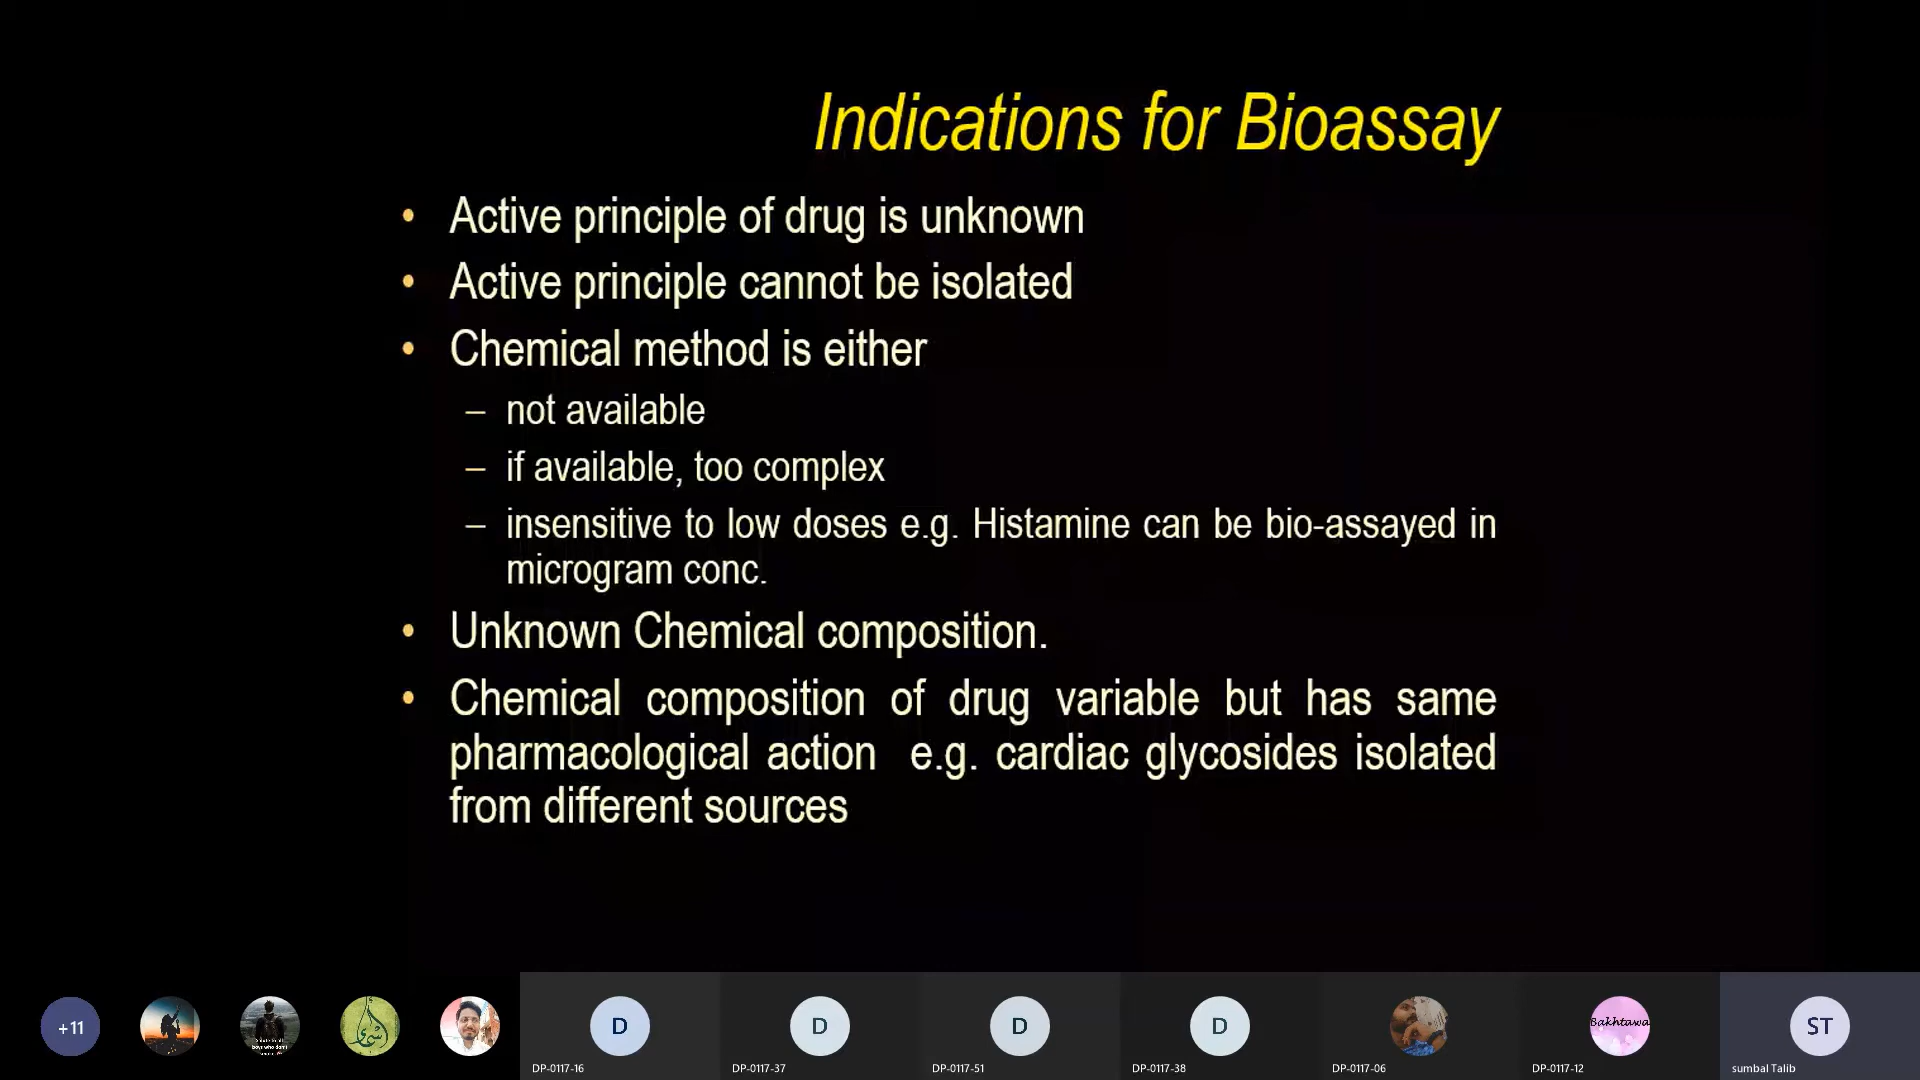 Indications for Bioassay
• Active principle of drug is unknown
• Active principle cannot be isolated
• Chemical method is either
– not available
– if available, too complex
– insensitive to low doses e.g. Histamine can be bio-assayed in
microgram conc.
• Unknown Chemical composition.
• Chemical composition of drug variable but has same
pharmacological action e.g. cardiac glycosides isolated
from different sources
+11
D
D
D
D
Bakhtawa
ST
DP-0117-16
DP-0117-37
DP-0117-51
DP-0117-38
DP-0117-06
DP-0117-12
sumbal Talib